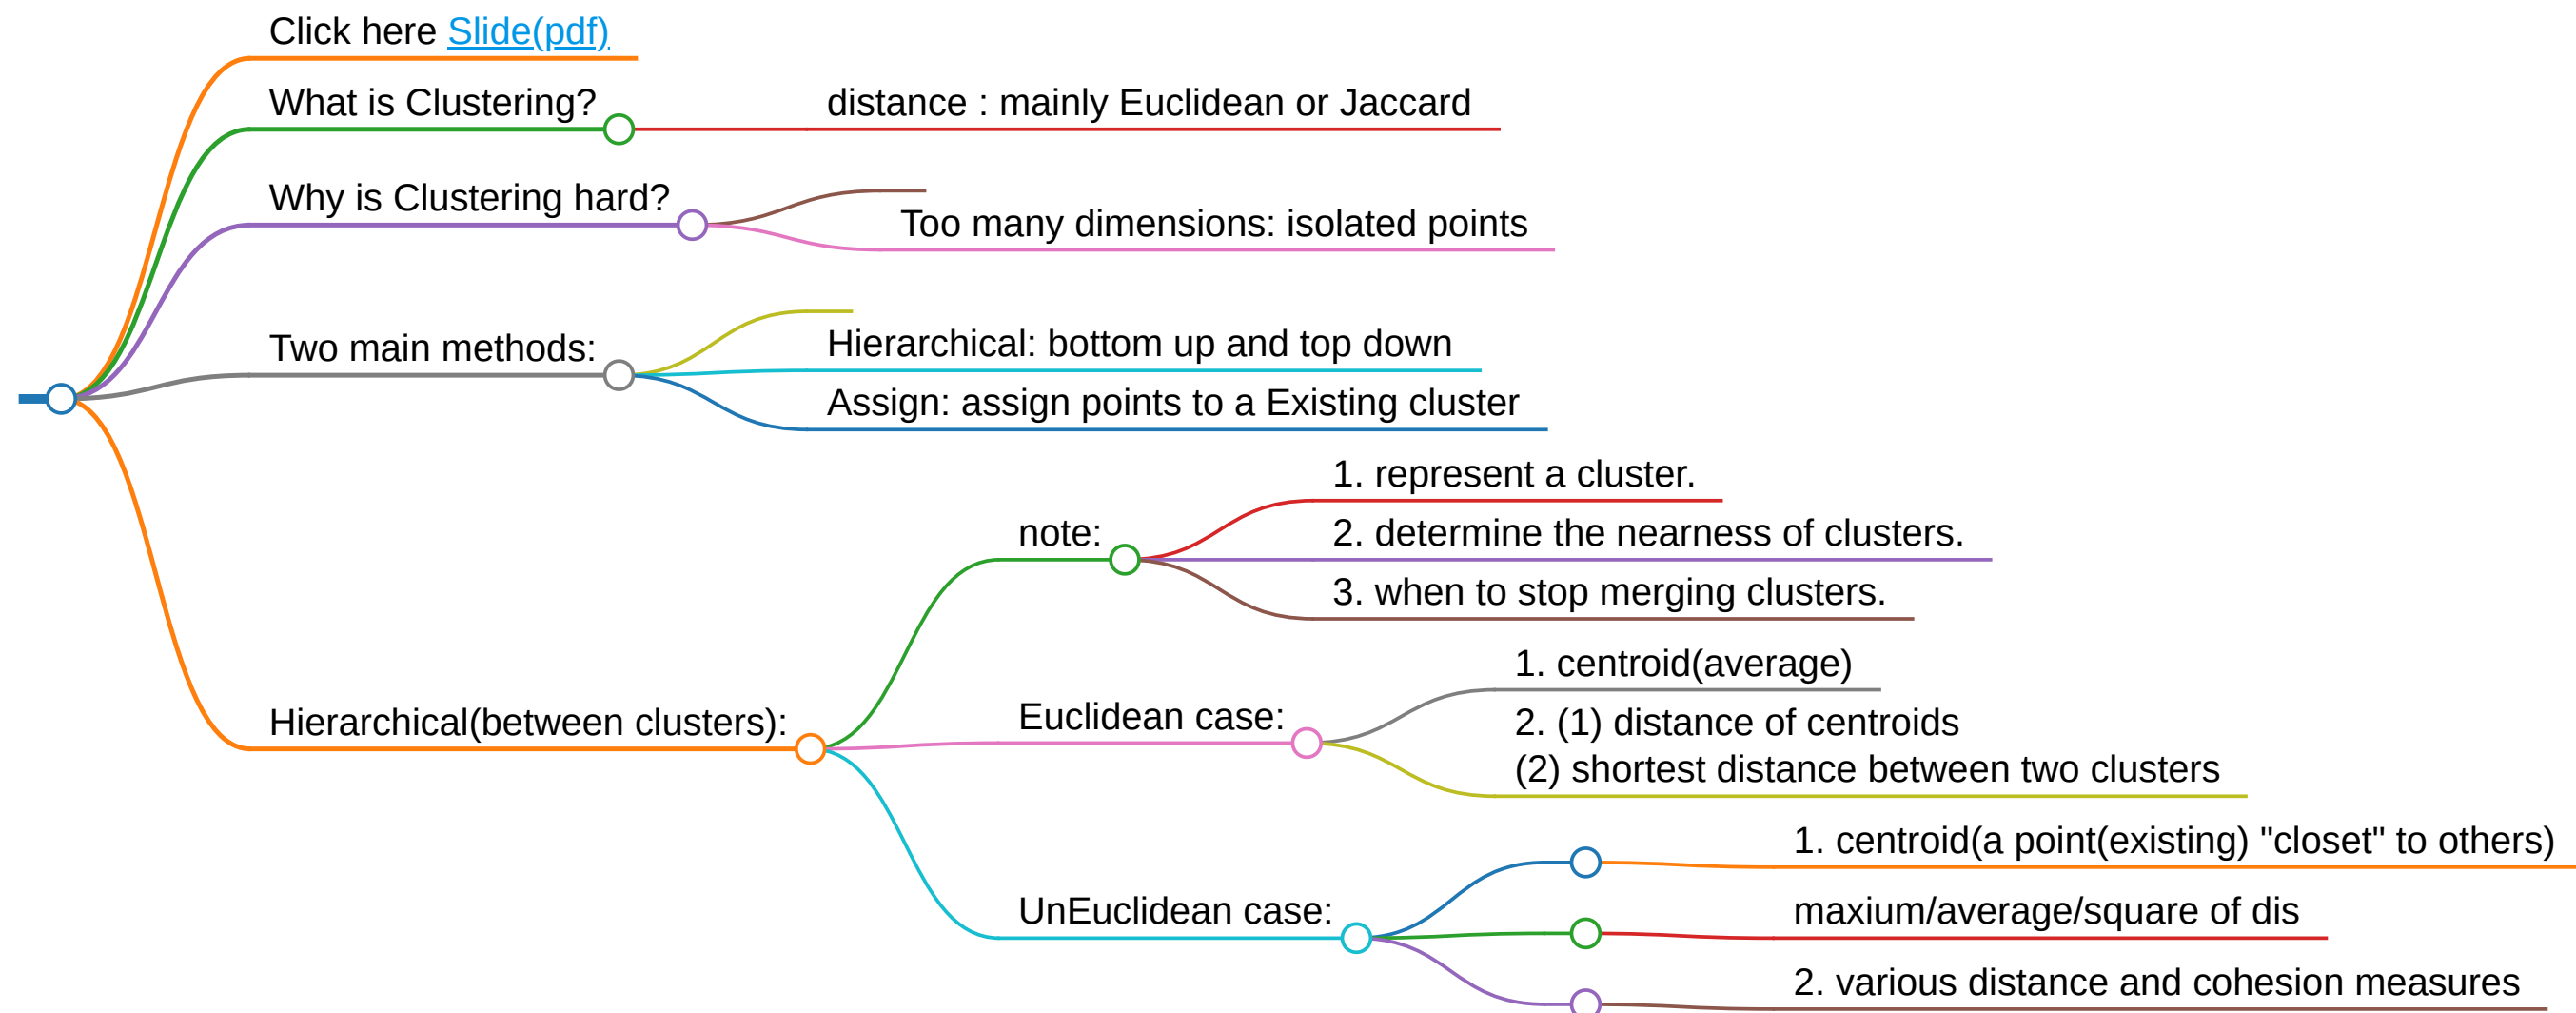 Click here Slide(pdf)
What is Clustering?
distance : mainly Euclidean or Jaccard
Why is Clustering hard?
Too many dimensions: isolated points
Two main methods:
Hierarchical: bottom up and top down
Assign: assign points to a Existing cluster
Hierarchical(between clusters):
note:
1. represent a cluster.
2. determine the nearness of clusters.
3. when to stop merging clusters.
Euclidean case:
1. centroid(average)
2. (1) distance of centroids
(2) shortest distance between two clusters
UnEuclidean case:
1. centroid(a point(existing) "closet" to others)
maxium/average/square of dis
2. various distance and cohesion measures